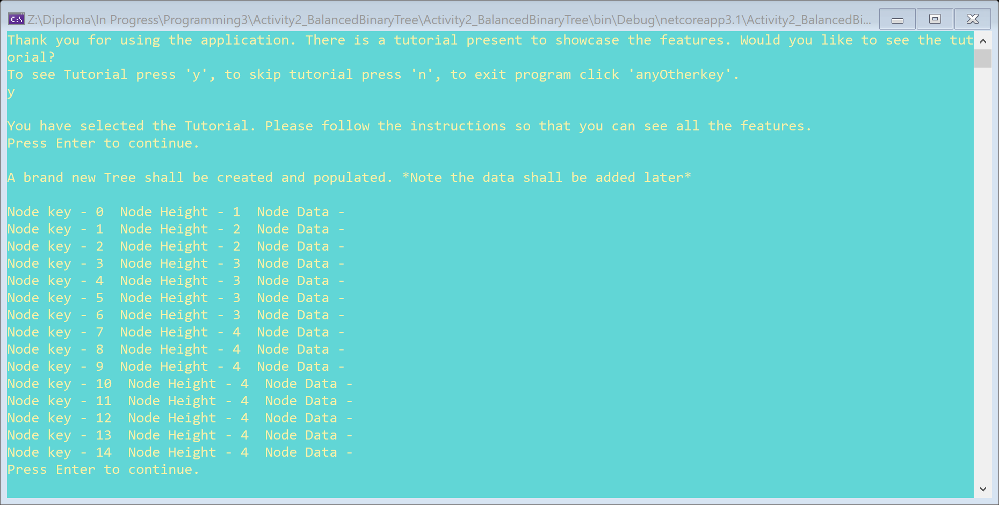 Z:\Diploma\In Progress\Programming3\Activity2_BalancedBinaryTree\Activity2_BalancedBinaryTree\bin\Debug\netcoreapp3.1\Activity2_BalancedBi...
Thank you for using the application. There is a tutorial present to showcase the features. Would you like to see the tut
orial?
To see Tutorial press 'y', to skip tutorial press 'n', to exit program click 'anyOtherkey'.
y
You have selected the Tutorial. Please follow the instructions so that you can see all the features.
Press Enter to continue.
A brand new Tree shall be created and populated. *Note the data shall be added later*
Node key - 0  Node Height - 1  Node Data -
Node key - 1  Node Height - 2  Node Data -
Node key - 2  Node Height - 2  Node Data -
Node key - 3  Node Height - 3  Node Data -
Node key - 4  Node Height - 3  Node Data -
Node key - 5  Node Height - 3  Node Data -
Node key - 6  Node Height - 3  Node Data -
Node key - 7  Node Height - 4  Node Data -
Node key - 8  Node Height - 4  Node Data -
Node key - 9  Node Height - 4  Node Data -
Node key - 10  Node Height - 4  Node Data -
Node key - 11  Node Height - 4  Node Data -
Node key - 12  Node Height - 4  Node Data -
Node key - 13  Node Height - 4  Node Data -
Node key - 14  Node Height - 4  Node Data -
Press Enter to continue.